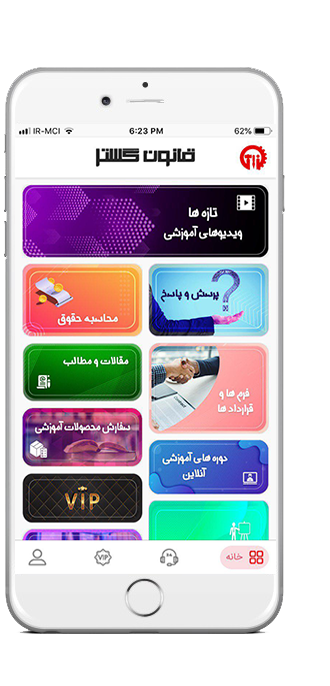 IR-MCI
6:23 PM
62%
قانون گستر
تازه ها
ویدیوهای آموزشی
پرسش و پاسخ
محاسبه حقوق
مقالات و مطالب
فرم ها و
قرارداد ها
سفارش محصولات آموزشی
دوره های آموزشی
آنلاین
VIP
خانه
24
VIP